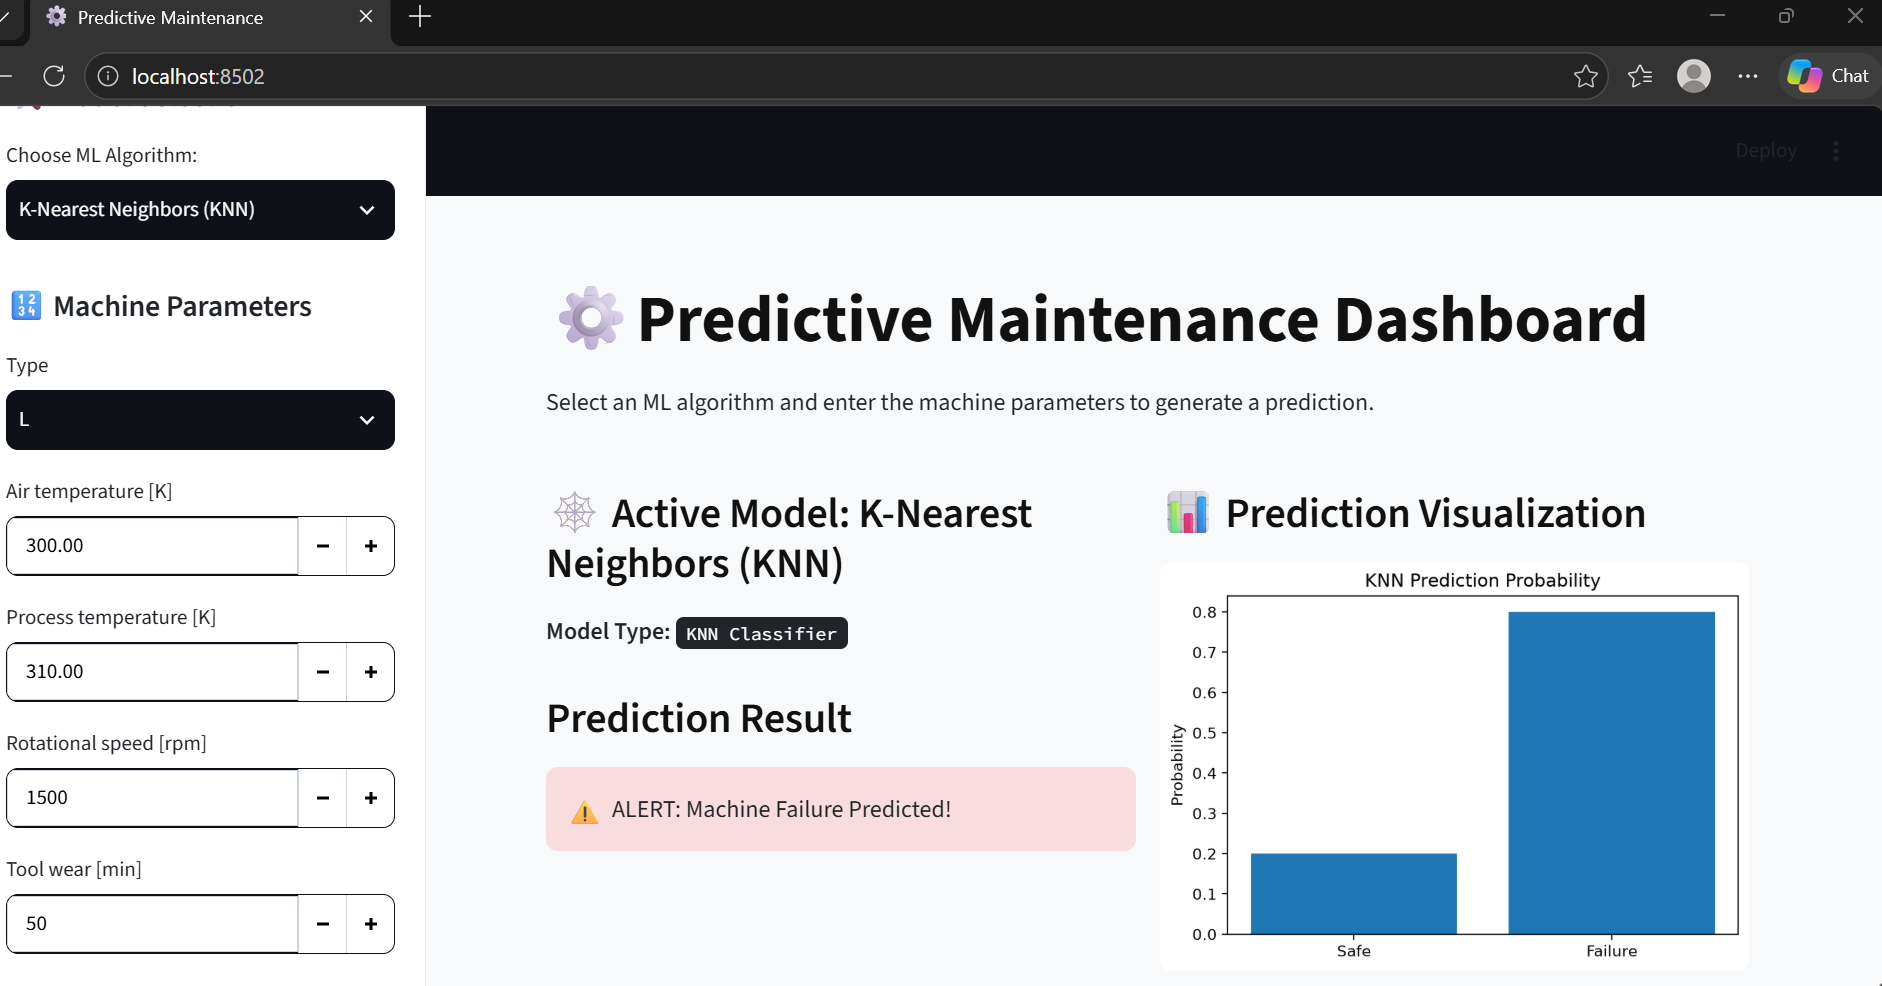 Predictive Maintenance
localhost:8502
Chat
Choose ML Algorithm:
K-Nearest Neighbors (KNN)
Machine Parameters
Type
L
Air temperature [K]
300.00
Process temperature [K]
310.00
Rotational speed [rpm]
1500
Tool wear [min]
50
Deploy
Predictive Maintenance Dashboard
Select an ML algorithm and enter the machine parameters to generate a prediction.
Active Model: K-Nearest
Neighbors (KNN)
Model Type: KNN Classifier
Prediction Result
ALERT: Machine Failure Predicted!
Prediction Visualization
KNN Prediction Probability
Probability
0.8
0.7
0.6
0.5
0.4
0.3
0.2
0.1
0.0
Safe Failure